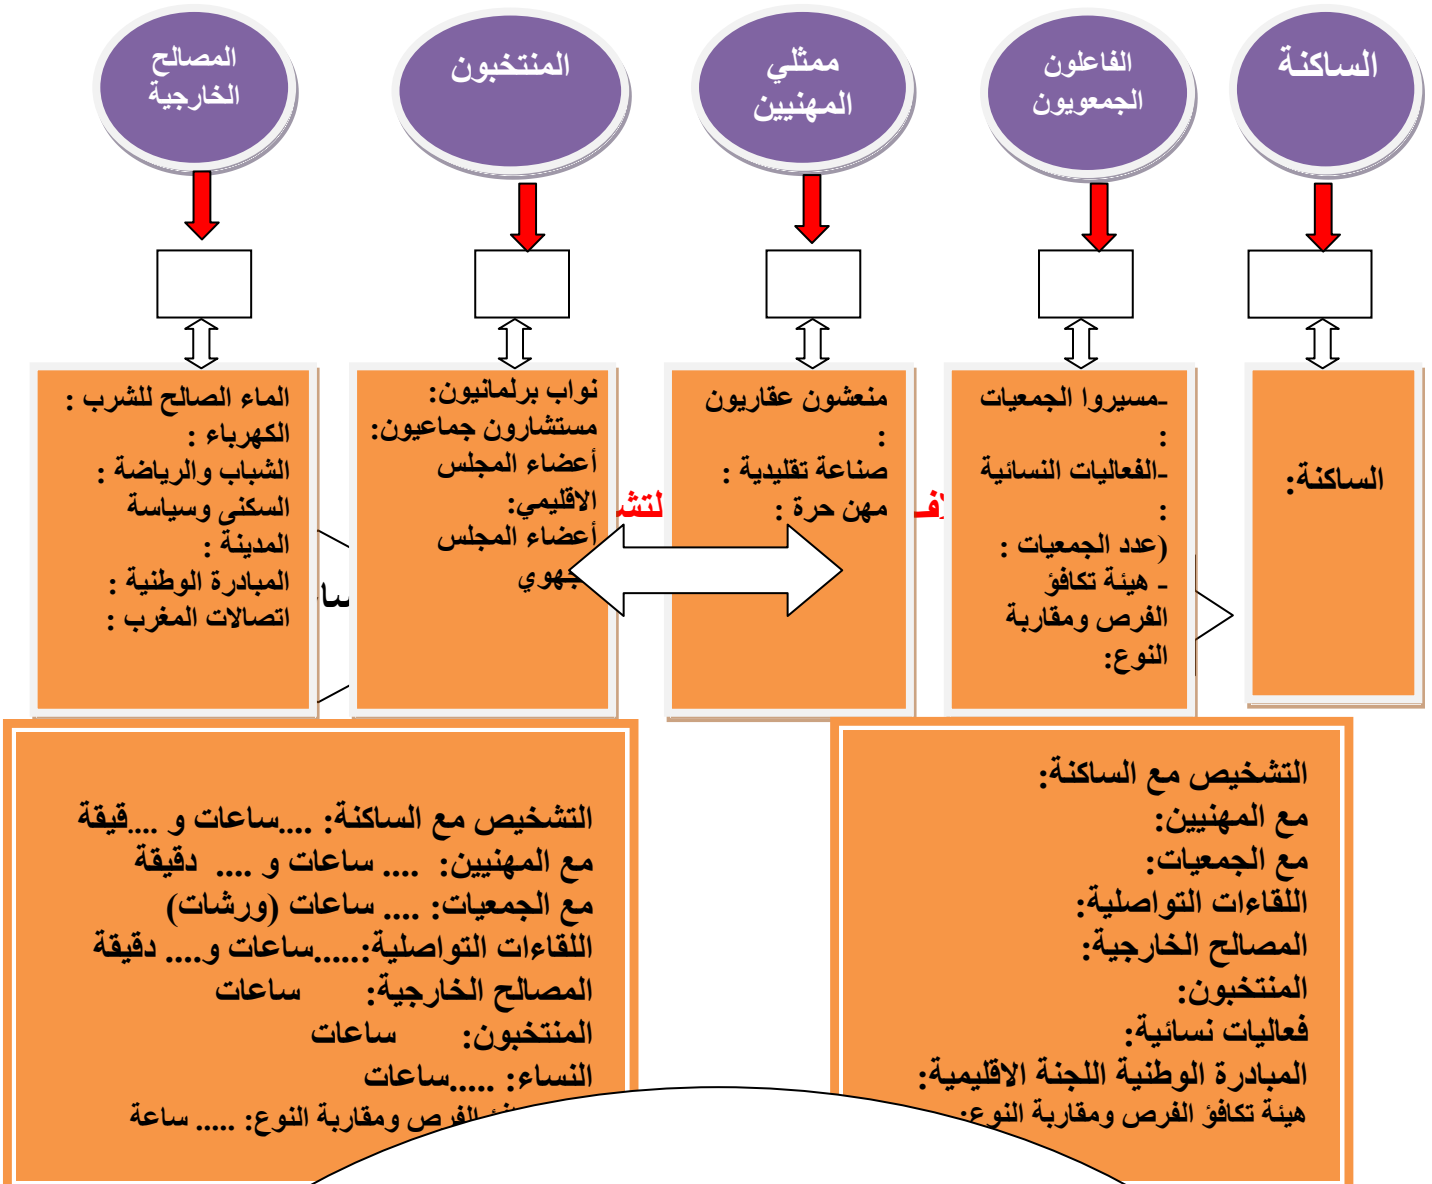 الساكنة
الفاعلون
الجمعويون
ممثلي
المهنيين
المنتخبون
المصالح
الخارجية
الساكنة:
-مسيروا الجمعيات
:
-الفعاليات النسائية
:
(عدد الجمعيات :
- هيئة تكافؤ
الفرص ومقاربة
النوع:
منعشون عقاريون
:
صناعة تقليدية :
مهن حرة :
نواب برلمانيون:
مستشارون جماعيون:
أعضاء المجلس
الاقليمي:
أعضاء المجلس
الماء الصالح للشرب :
الكهرباء :
الشباب والرياضة :
السكنى وسياسة
المدينة :
المبادرة الوطنية :
اتصالات المغرب :
التشخيص مع الساكنة:
مع المهنيين:
مع الجمعيات:
اللقاءات التواصلية:
المصالح الخارجية:
المنتخبون:
فعاليات نسائية:
المبادرة الوطنية اللجنة الاقليمية:
هيئة تكافؤ الفرص ومقاربة النوع:
التشخيص مع الساكنة: ....ساعات و ....قيقة
مع المهنيين: .... ساعات و .... دقيقة
مع الجمعيات: .... ساعات (ورشات)
اللقاءات التواصلية:.....ساعات و.... دقيقة
المصالح الخارجية: ساعات
المنتخبون: ساعات
النساء: .....ساعات
الفرص ومقاربة النوع: ..... ساعة